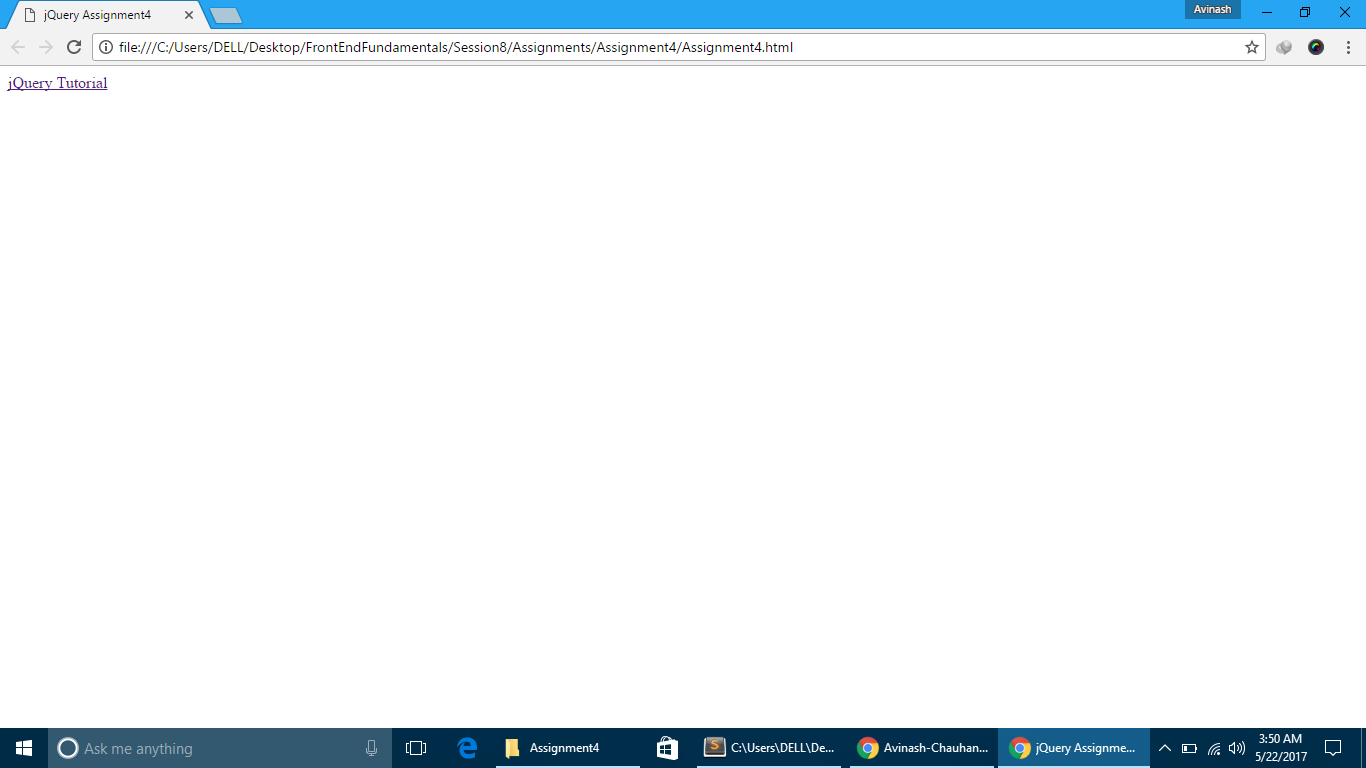 jQuery Assignment4
Avinash
file:///C:/Users/DELL/Desktop/FrontEndFundamentals/Session8/Assignments/Assignment4/Assignment4.html
jQuery Tutorial
Ask me anything
Assignment4
C:\Users\DELL\De...
Avinash-Chauhan...
jQuery Assignme...
3:50 AM
5/22/2017